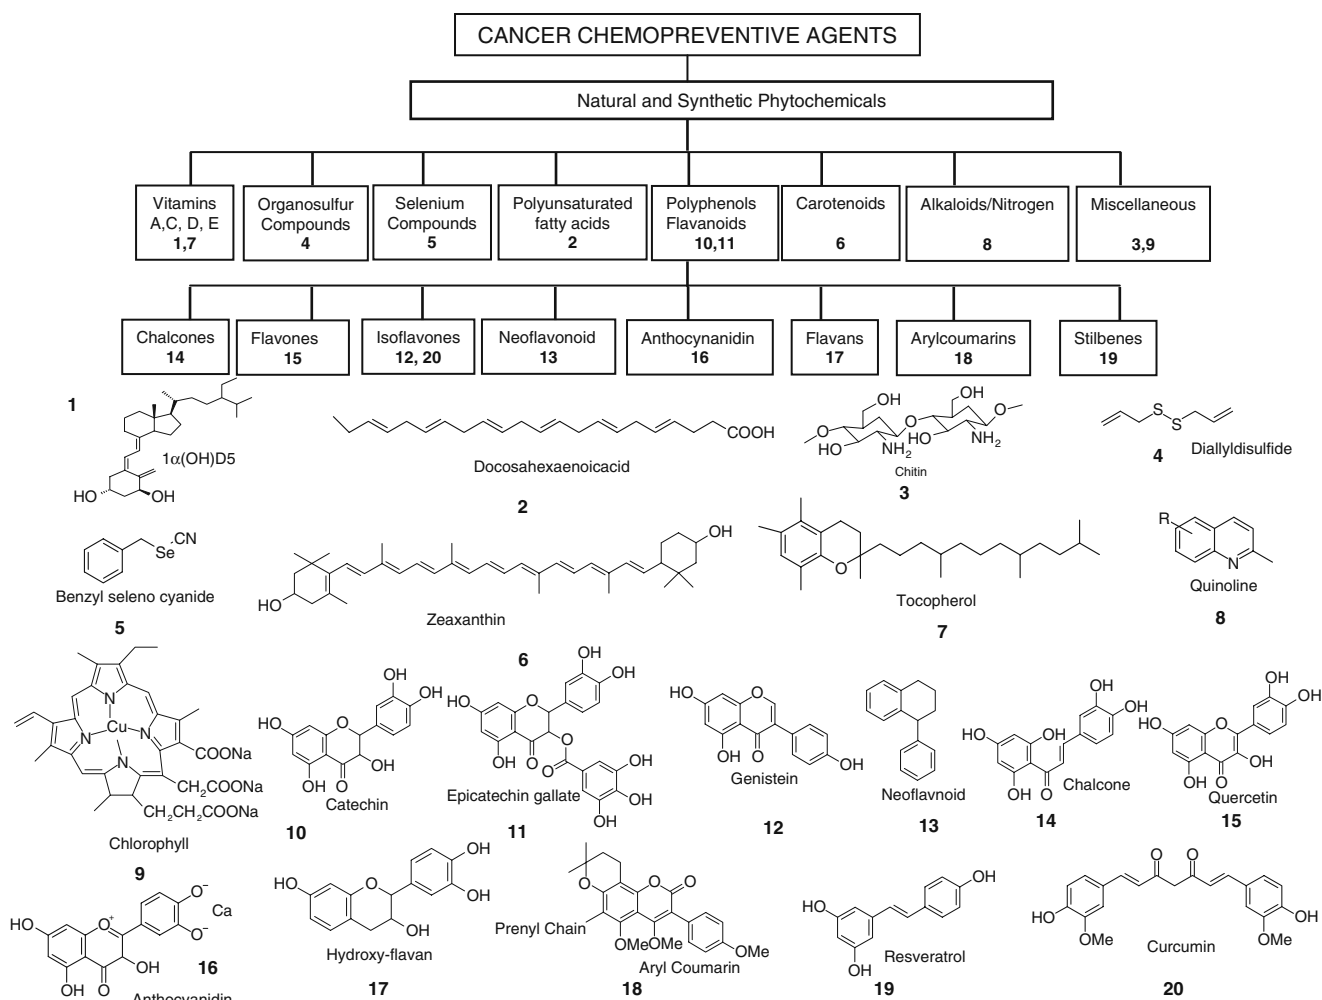 CANCER CHEMOPREVENTIVE AGENTS
Natural and Synthetic Phytochemicals
Vitamins
A,C, D, E
1,7
Organosulfur
Compounds
4
Selenium
Compounds
5
Polyunsaturated
fatty acids
2
Polyphenols
Flavanoids
10,11
Carotenoids
6
Alkaloids/Nitrogen
8
Miscellaneous
3,9
Chalcones
14
Flavones
15
Isoflavones
12, 20
Neoflavonoid
13
Anthocynanidin
16
Flavans
17
Arylcoumarins
18
Stilbenes
19
1
1α(OH)D5
HO
OH
COOH
Docosahexaenoicacid
2
OH
OH
O
O
O
HO
NH2
HO
NH2
Chitin
3
S
S
4
Diallyldisulfide
CN
Se
Benzyl seleno cyanide
5
OH
HO
Zeaxanthin
6
O
Tocopherol
7
R
N
Quinoline
8
N
N
Cu
N
N
COONa
CH2COONa
CH2CH2COONa
Chlorophyll
9
OH
OH
HO
O
OH
OH
O
Catechin
10
OH
OH
HO
O
O
OH
O
O
OH
OH
OH
Epicatechin gallate
11
HO
O
OH
O
OH
Genistein
12
Neoflavnoid
13
OH
OH
HO
OH
OH
O
Chalcone
14
OH
OH
HO
O
OH
OH
O
Quercetin
15
O−
O−
Ca
HO
O+
OH
OH
O
16
Anthocyanidin
OH
OH
HO
O
OH
Hydroxy-flavan
17
O
O
O
Prenyl Chain
OMe
OMe
OMe
Aryl Coumarin
18
OH
HO
OH
Resveratrol
19
O
O
HO
OMe
OH
OMe
Curcumin
20